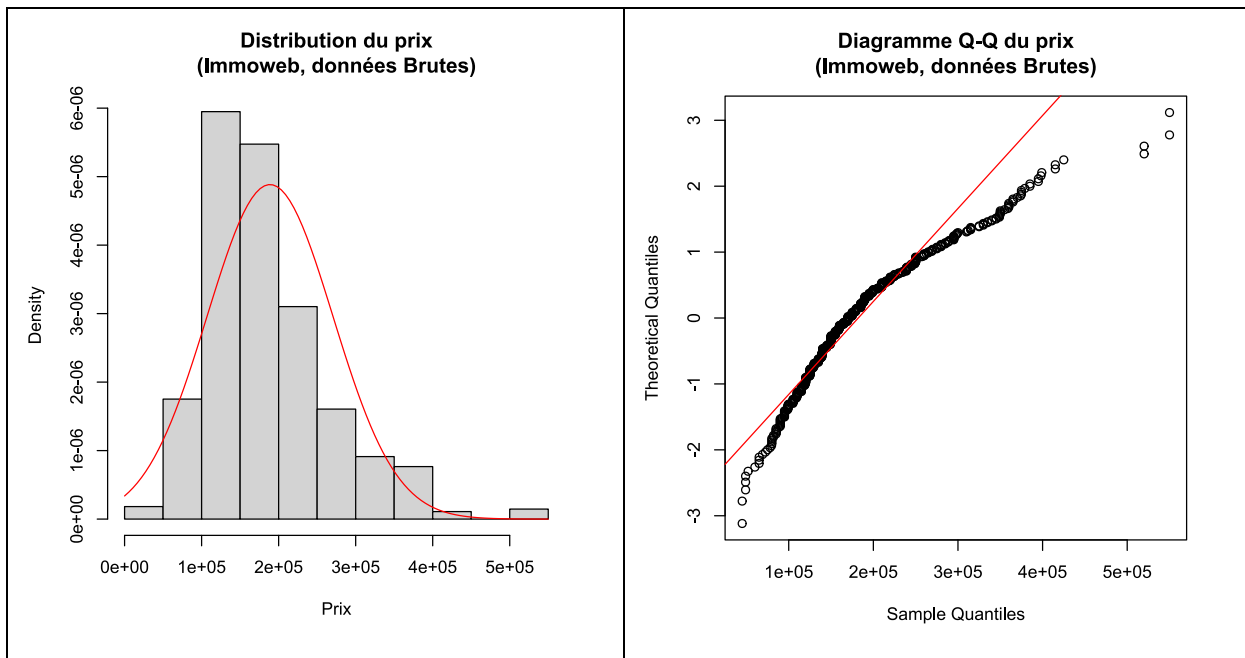 Distribution du prix
(Immoweb, données Brutes)
6e-06
5e-06
4e-06
3e-06
2e-06
1e-06
0e+00
Density
0e+00 1e+05 2e+05 3e+05 4e+05 5e+05
Prix
Diagramme Q-Q du prix
(Immoweb, données Brutes)
3
2
1
0
-1
-2
-3
Theoretical Quantiles
1e+05 2e+05 3e+05 4e+05 5e+05
Sample Quantiles